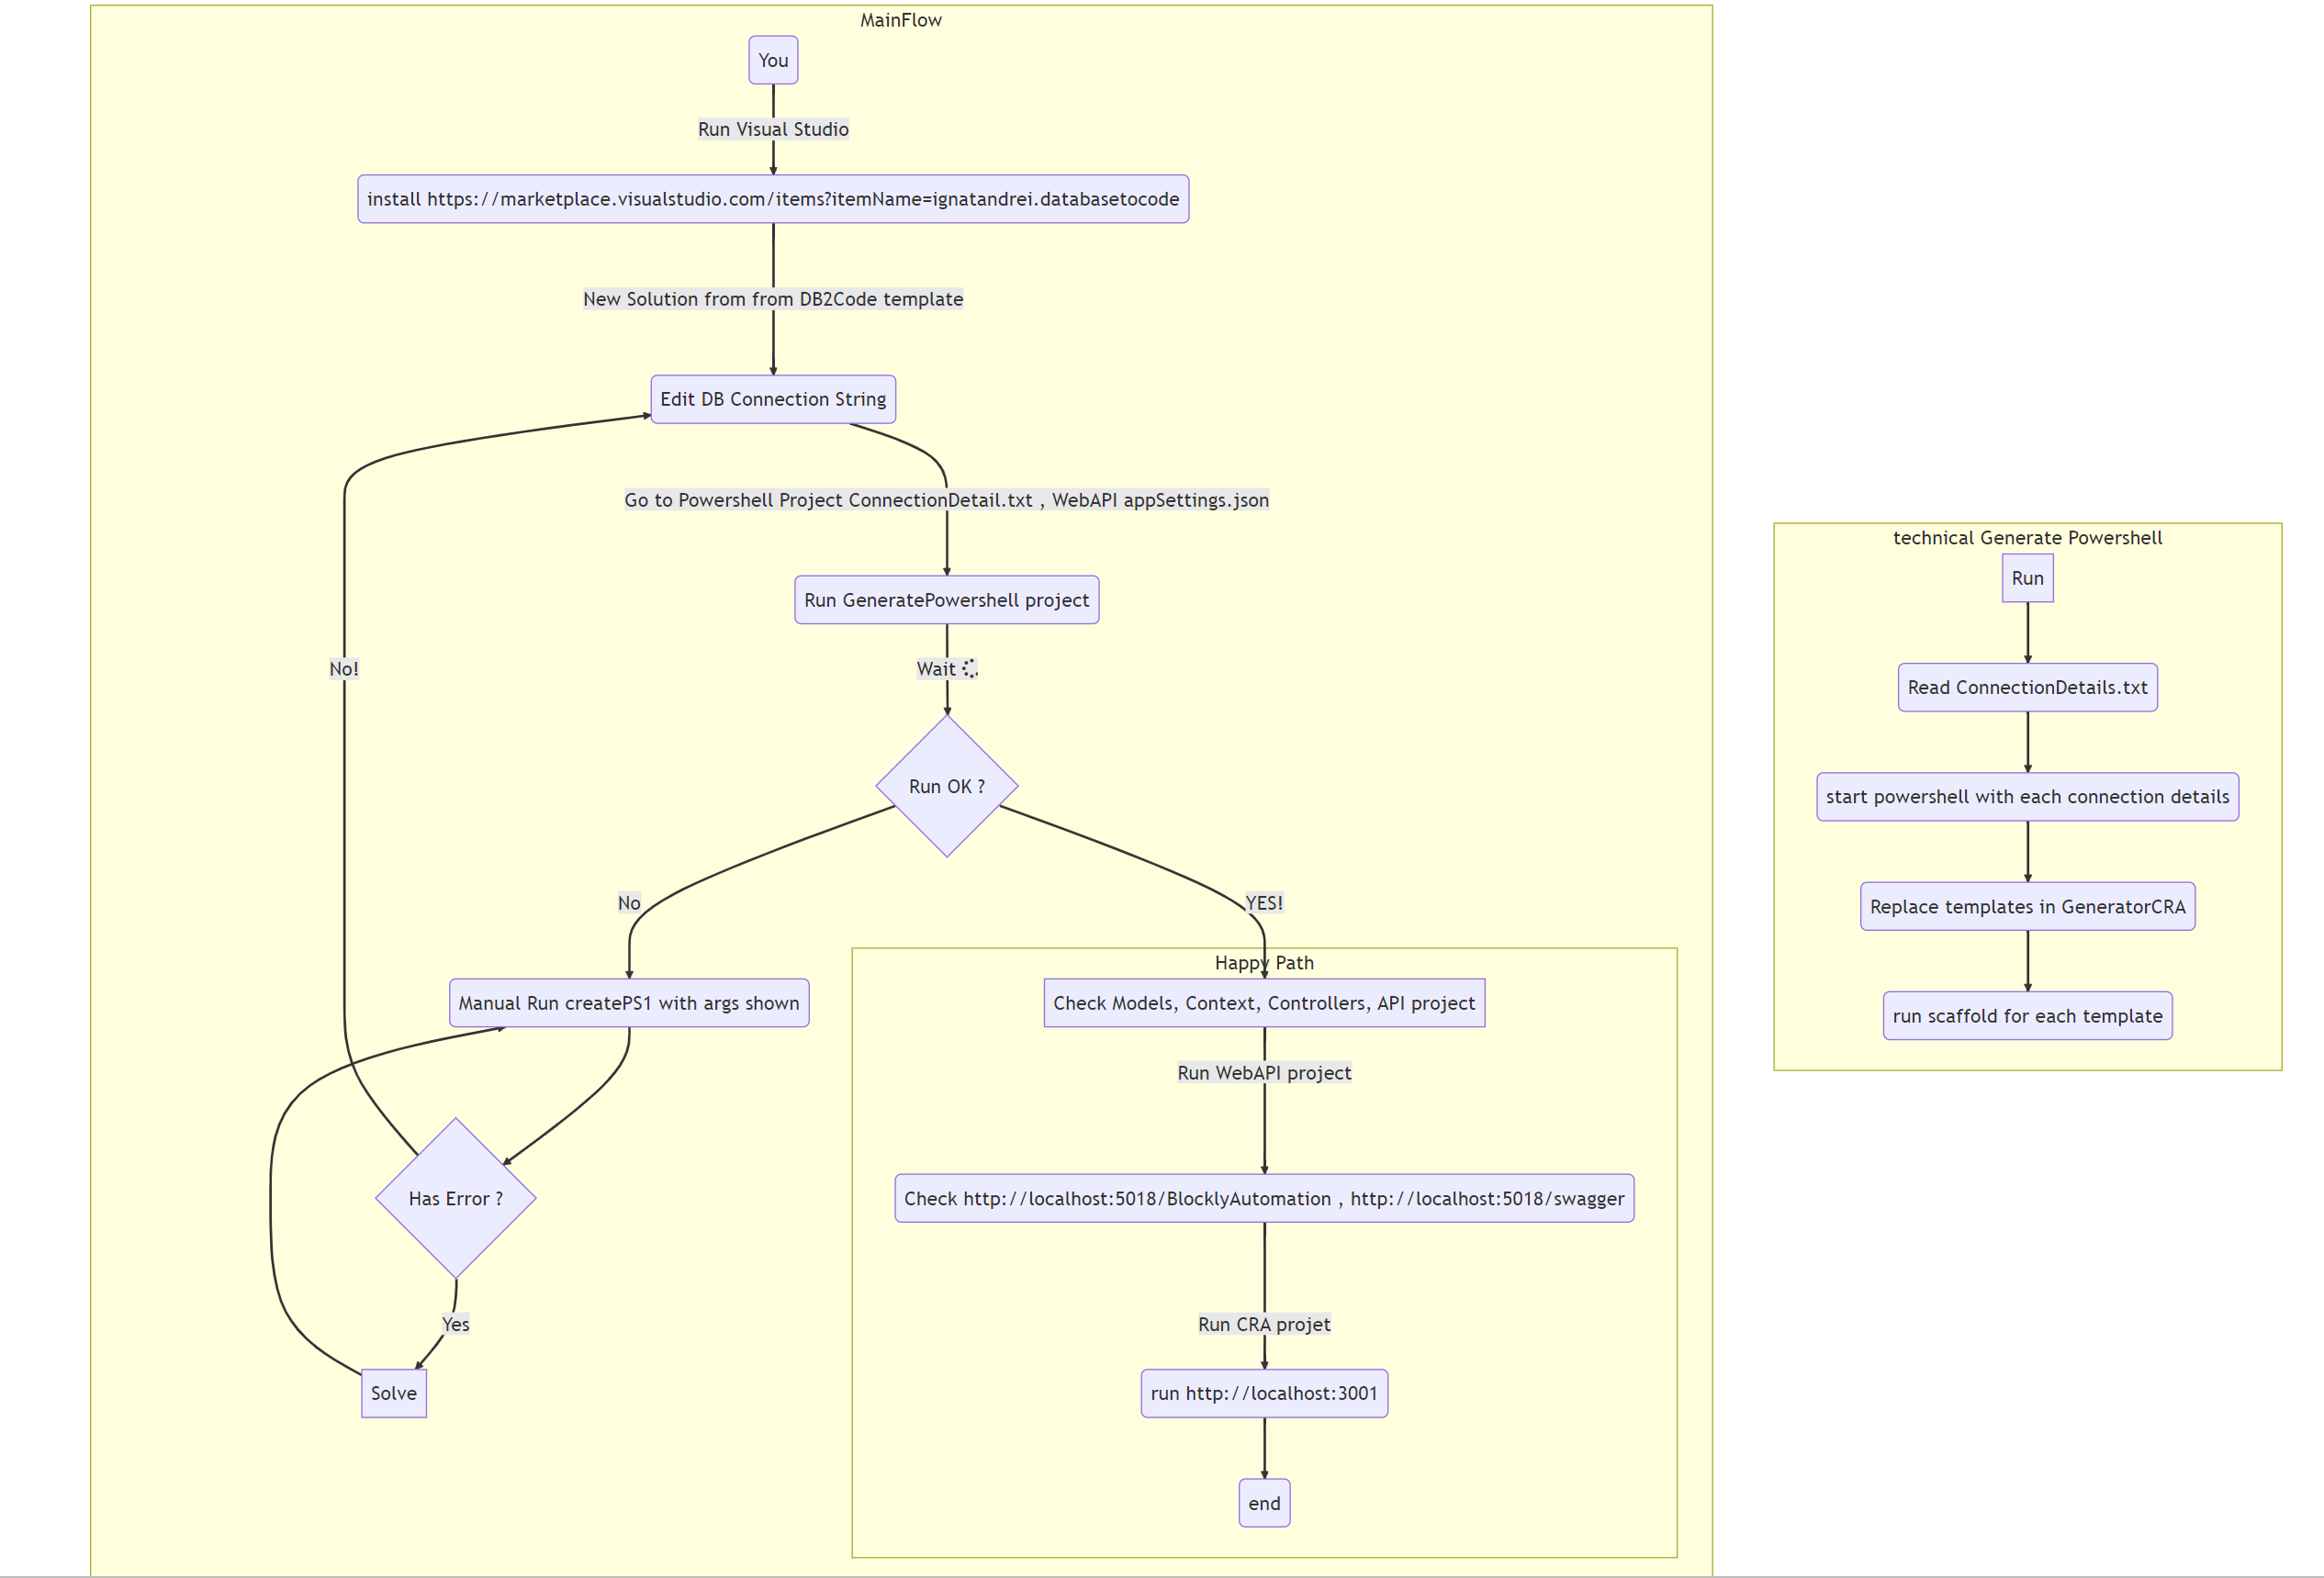 MainFlow
You
Run Visual Studio
install https://marketplace.visualstudio.com/items?itemName=ignatandrei.databasetocode
New Solution from from DB2Code template
Edit DB Connection String
Go to Powershell Project ConnectionDetail.txt , WebAPI appSettings.json
Run GeneratePowershell project
No!
Wait
Run OK ?
No
YES!
Manual Run createPS1 with args shown
Has Error ?
Yes
Solve
Happy Path
Check Models, Context, Controllers, API project
Run WebAPI project
Check http://localhost:5018/BlocklyAutomation , http://localhost:5018/swagger
Run CRA projet
run http://localhost:3001
end
technical Generate Powershell
Run
Read ConnectionDetails.txt
start powershell with each connection details
Replace templates in GeneratorCRA
run scaffold for each template